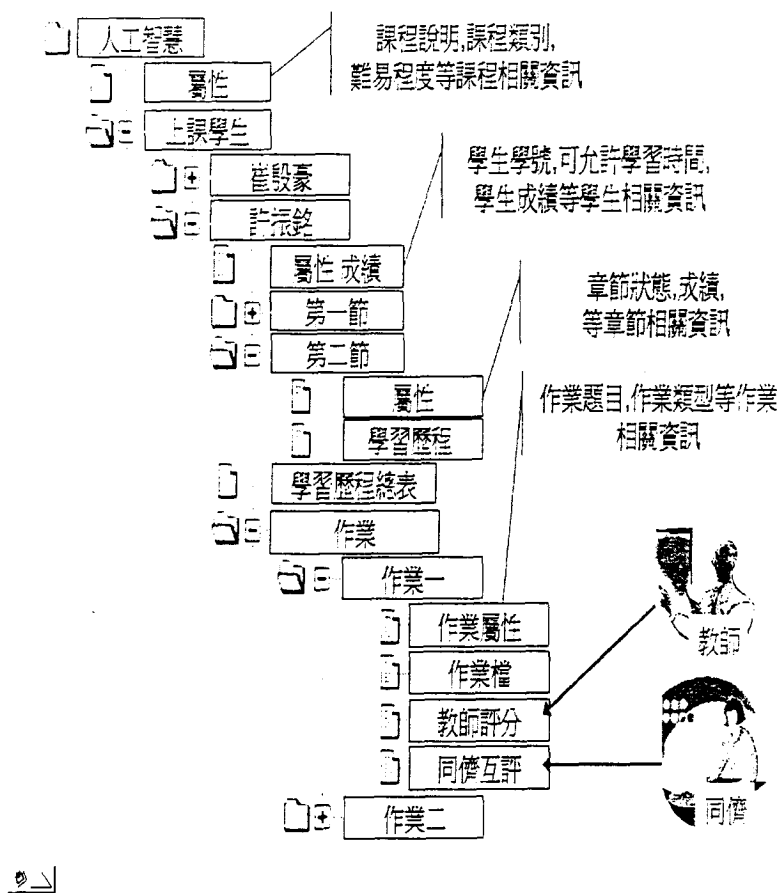 人工智慧
課程說明,課程類別,
難易程度等課程相關資訊
屬性
上課學生
學生學號,可允許學習時間,
學生成績等學生相關資訊
崔毅豪
許振銘
屬性 成績
章節狀態,成績,
等章節相關資訊
第一節
第二節
屬性
作業題目,作業類型等作業
相關資訊
學習歷程
學習歷程總表
作業
作業一
作業屬性
教師
作業檔
教師評分
同儕互評
同儕
作業二